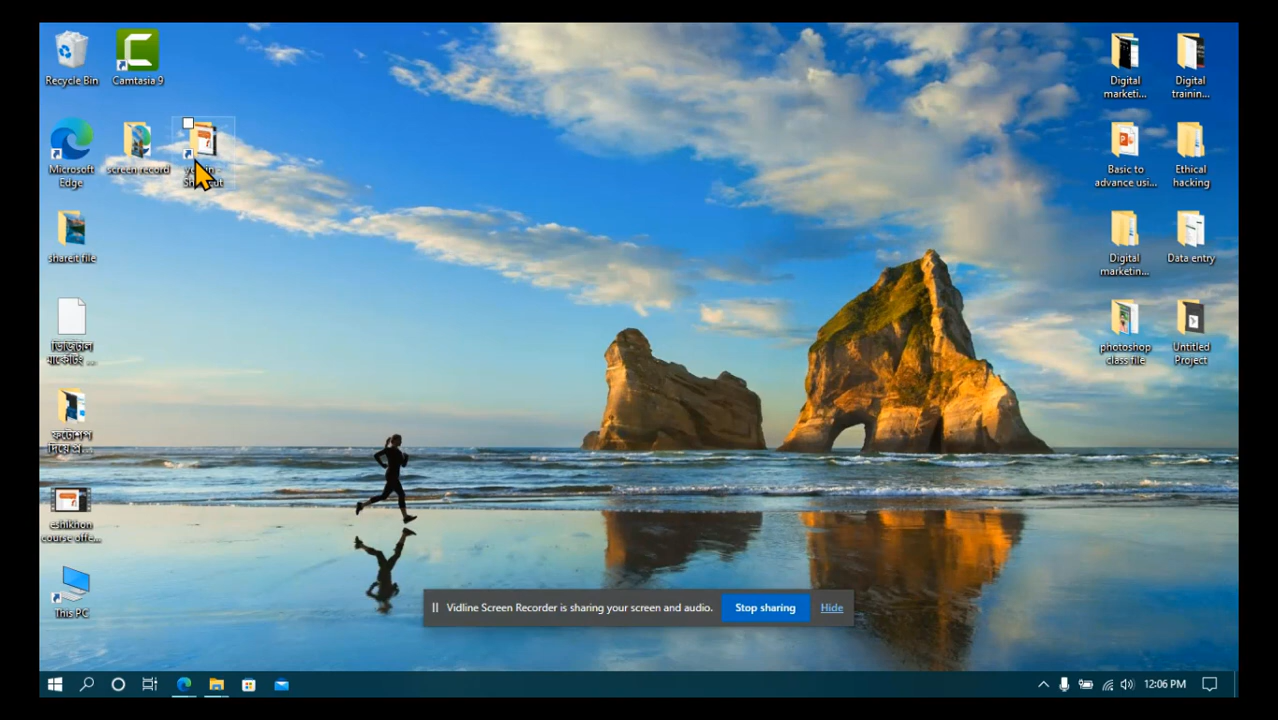 Recycle Bin
Camtasia 9
Microsoft
Edge
screen record
shareit file
ডিজিটাল
মার্কেটিং ...
eshikhon
course offe...
This PC
Digital
marketi...
Digital
trainin...
Basic to
advance usi...
Ethical
hacking
Digital
marketin...
Data entry
photoshop
class file
Untitled
Project
Vidline Screen Recorder is sharing your screen and audio.
Stop sharing
Hide
12:06 PM